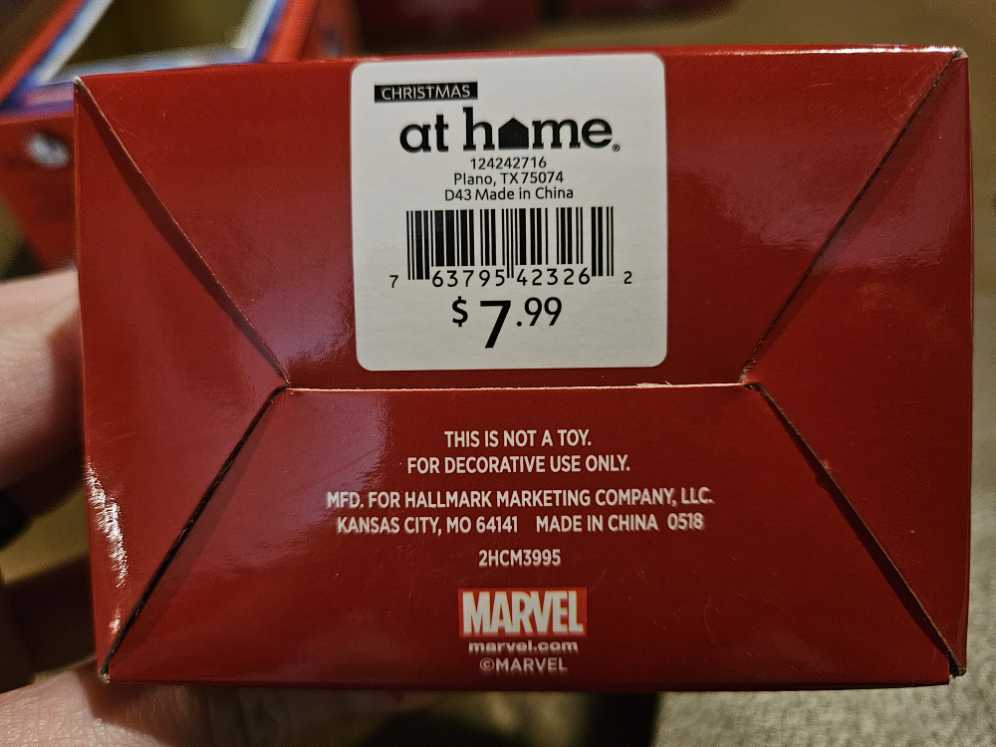 CHRISTMAS
at home®
124242716
Plano, TX 75074
D43 Made in China
7 63795 42326 2
$7.99
THIS IS NOT A TOY.
FOR DECORATIVE USE ONLY.
MFD. FOR HALLMARK MARKETING COMPANY, LLC.
KANSAS CITY, MO 64141 MADE IN CHINA 0518
2HCM3995
MARVEL
marvel.com
©MARVEL